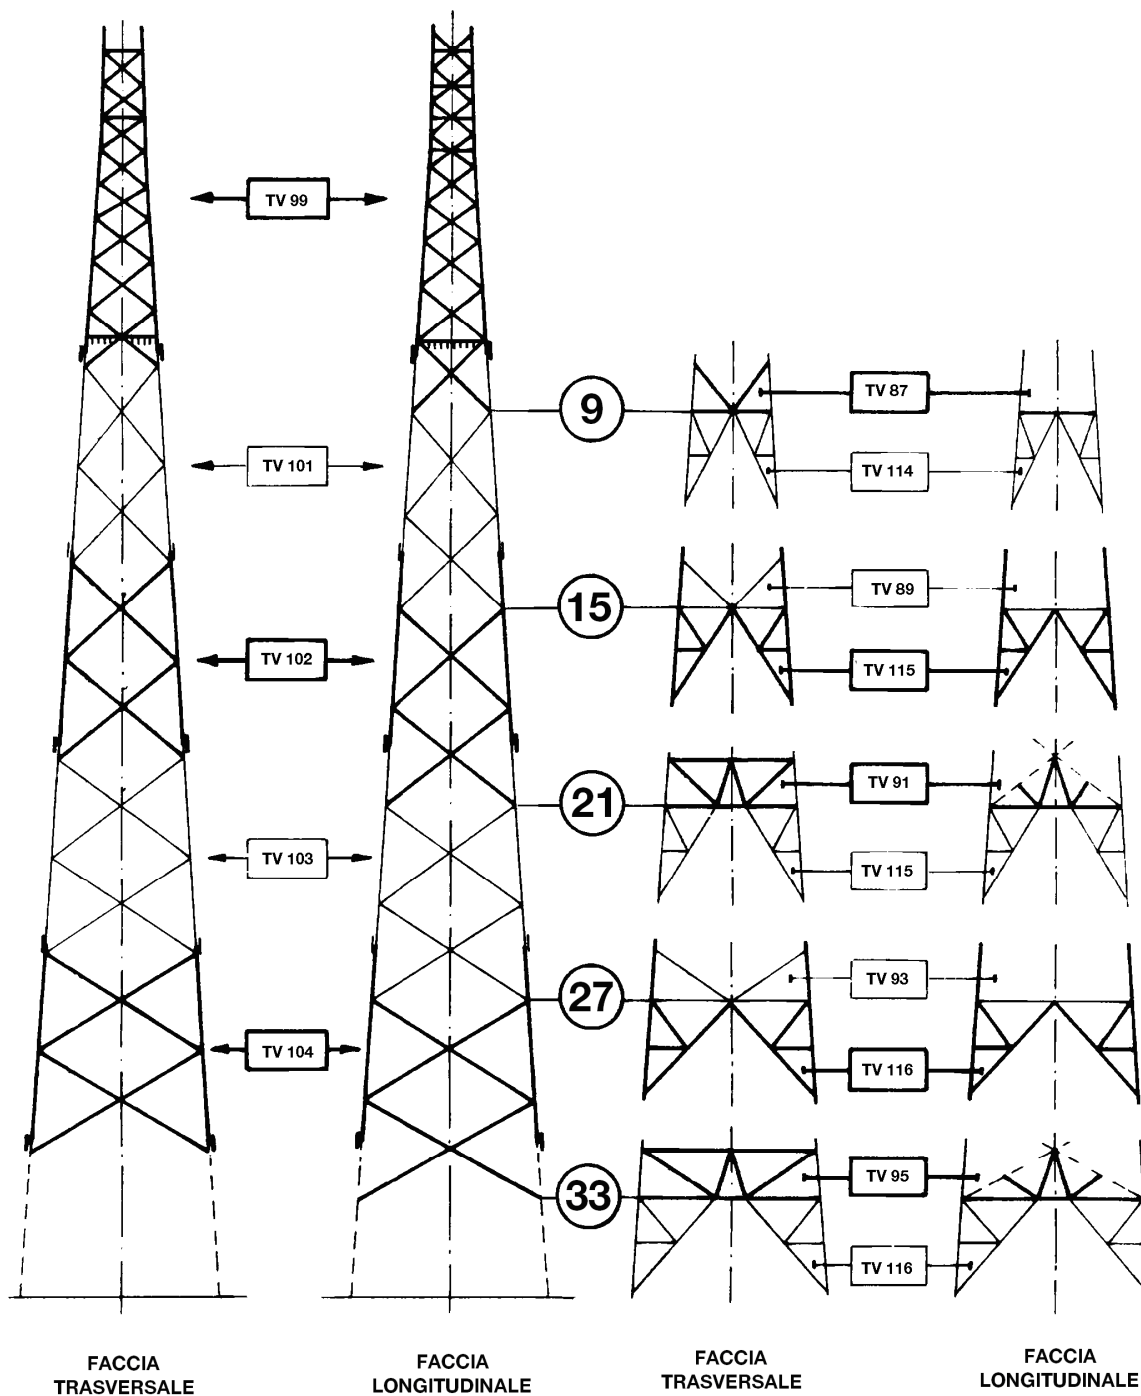 TV 99
9
TV 87
TV 101
TV 114
15
TV 89
TV 102
TV 115
21
TV 91
TV 103
TV 115
27
TV 93
TV 104
TV 116
33
TV 95
TV 116
FACCIA
TRASVERSALE
FACCIA
LONGITUDINALE
FACCIA
TRASVERSALE
FACCIA
LONGITUDINALE